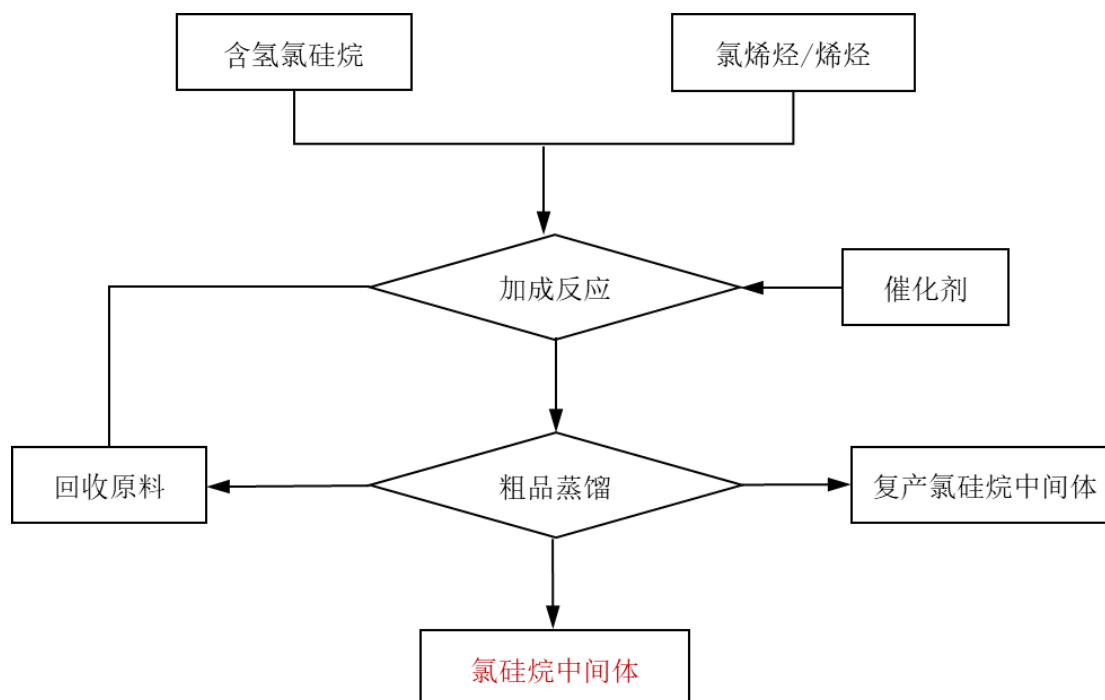 含氢氯硅烷
氯烯烃/烯烃
加成反应
催化剂
回收原料
粗品蒸馏
复产氯硅烷中间体
氯硅烷中间体